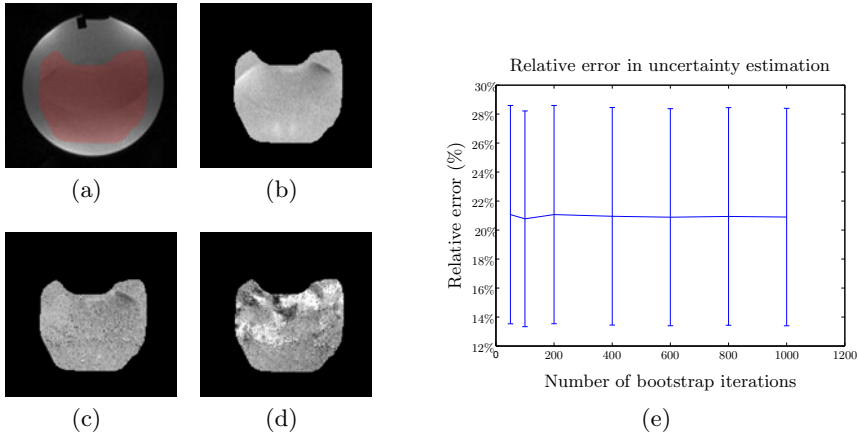 (a)
(b)
(c)
(d)
Relative error in uncertainty estimation
Relative error (%)
30%
28%
26%
24%
22%
20%
18%
16%
14%
12%
0 200 400 600 800 1000 1200
Number of bootstrap iterations
(e)